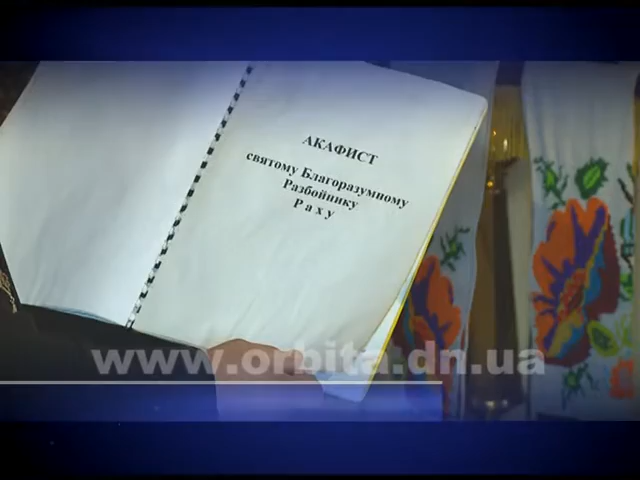 АКАФИСТ
святому Благоразумному
Разбойнику
Раху
www.orbita.dn.ua